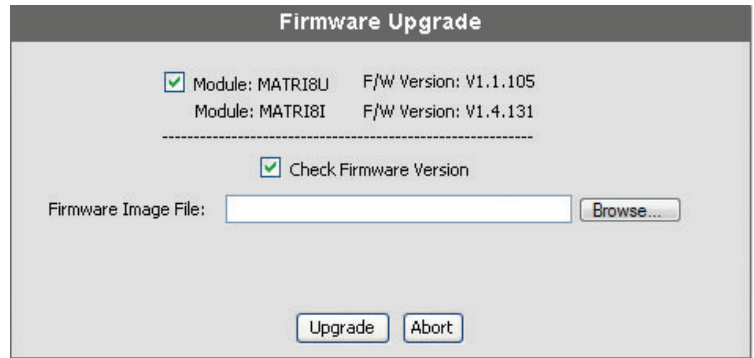 Firmware Upgrade
Module: MATRI8U F/W Version: V1.1.105
Module: MATRI8I F/W Version: V1.4.131
------------------------------------------------------------
Check Firmware Version
Firmware Image File: Browse...
Upgrade Abort